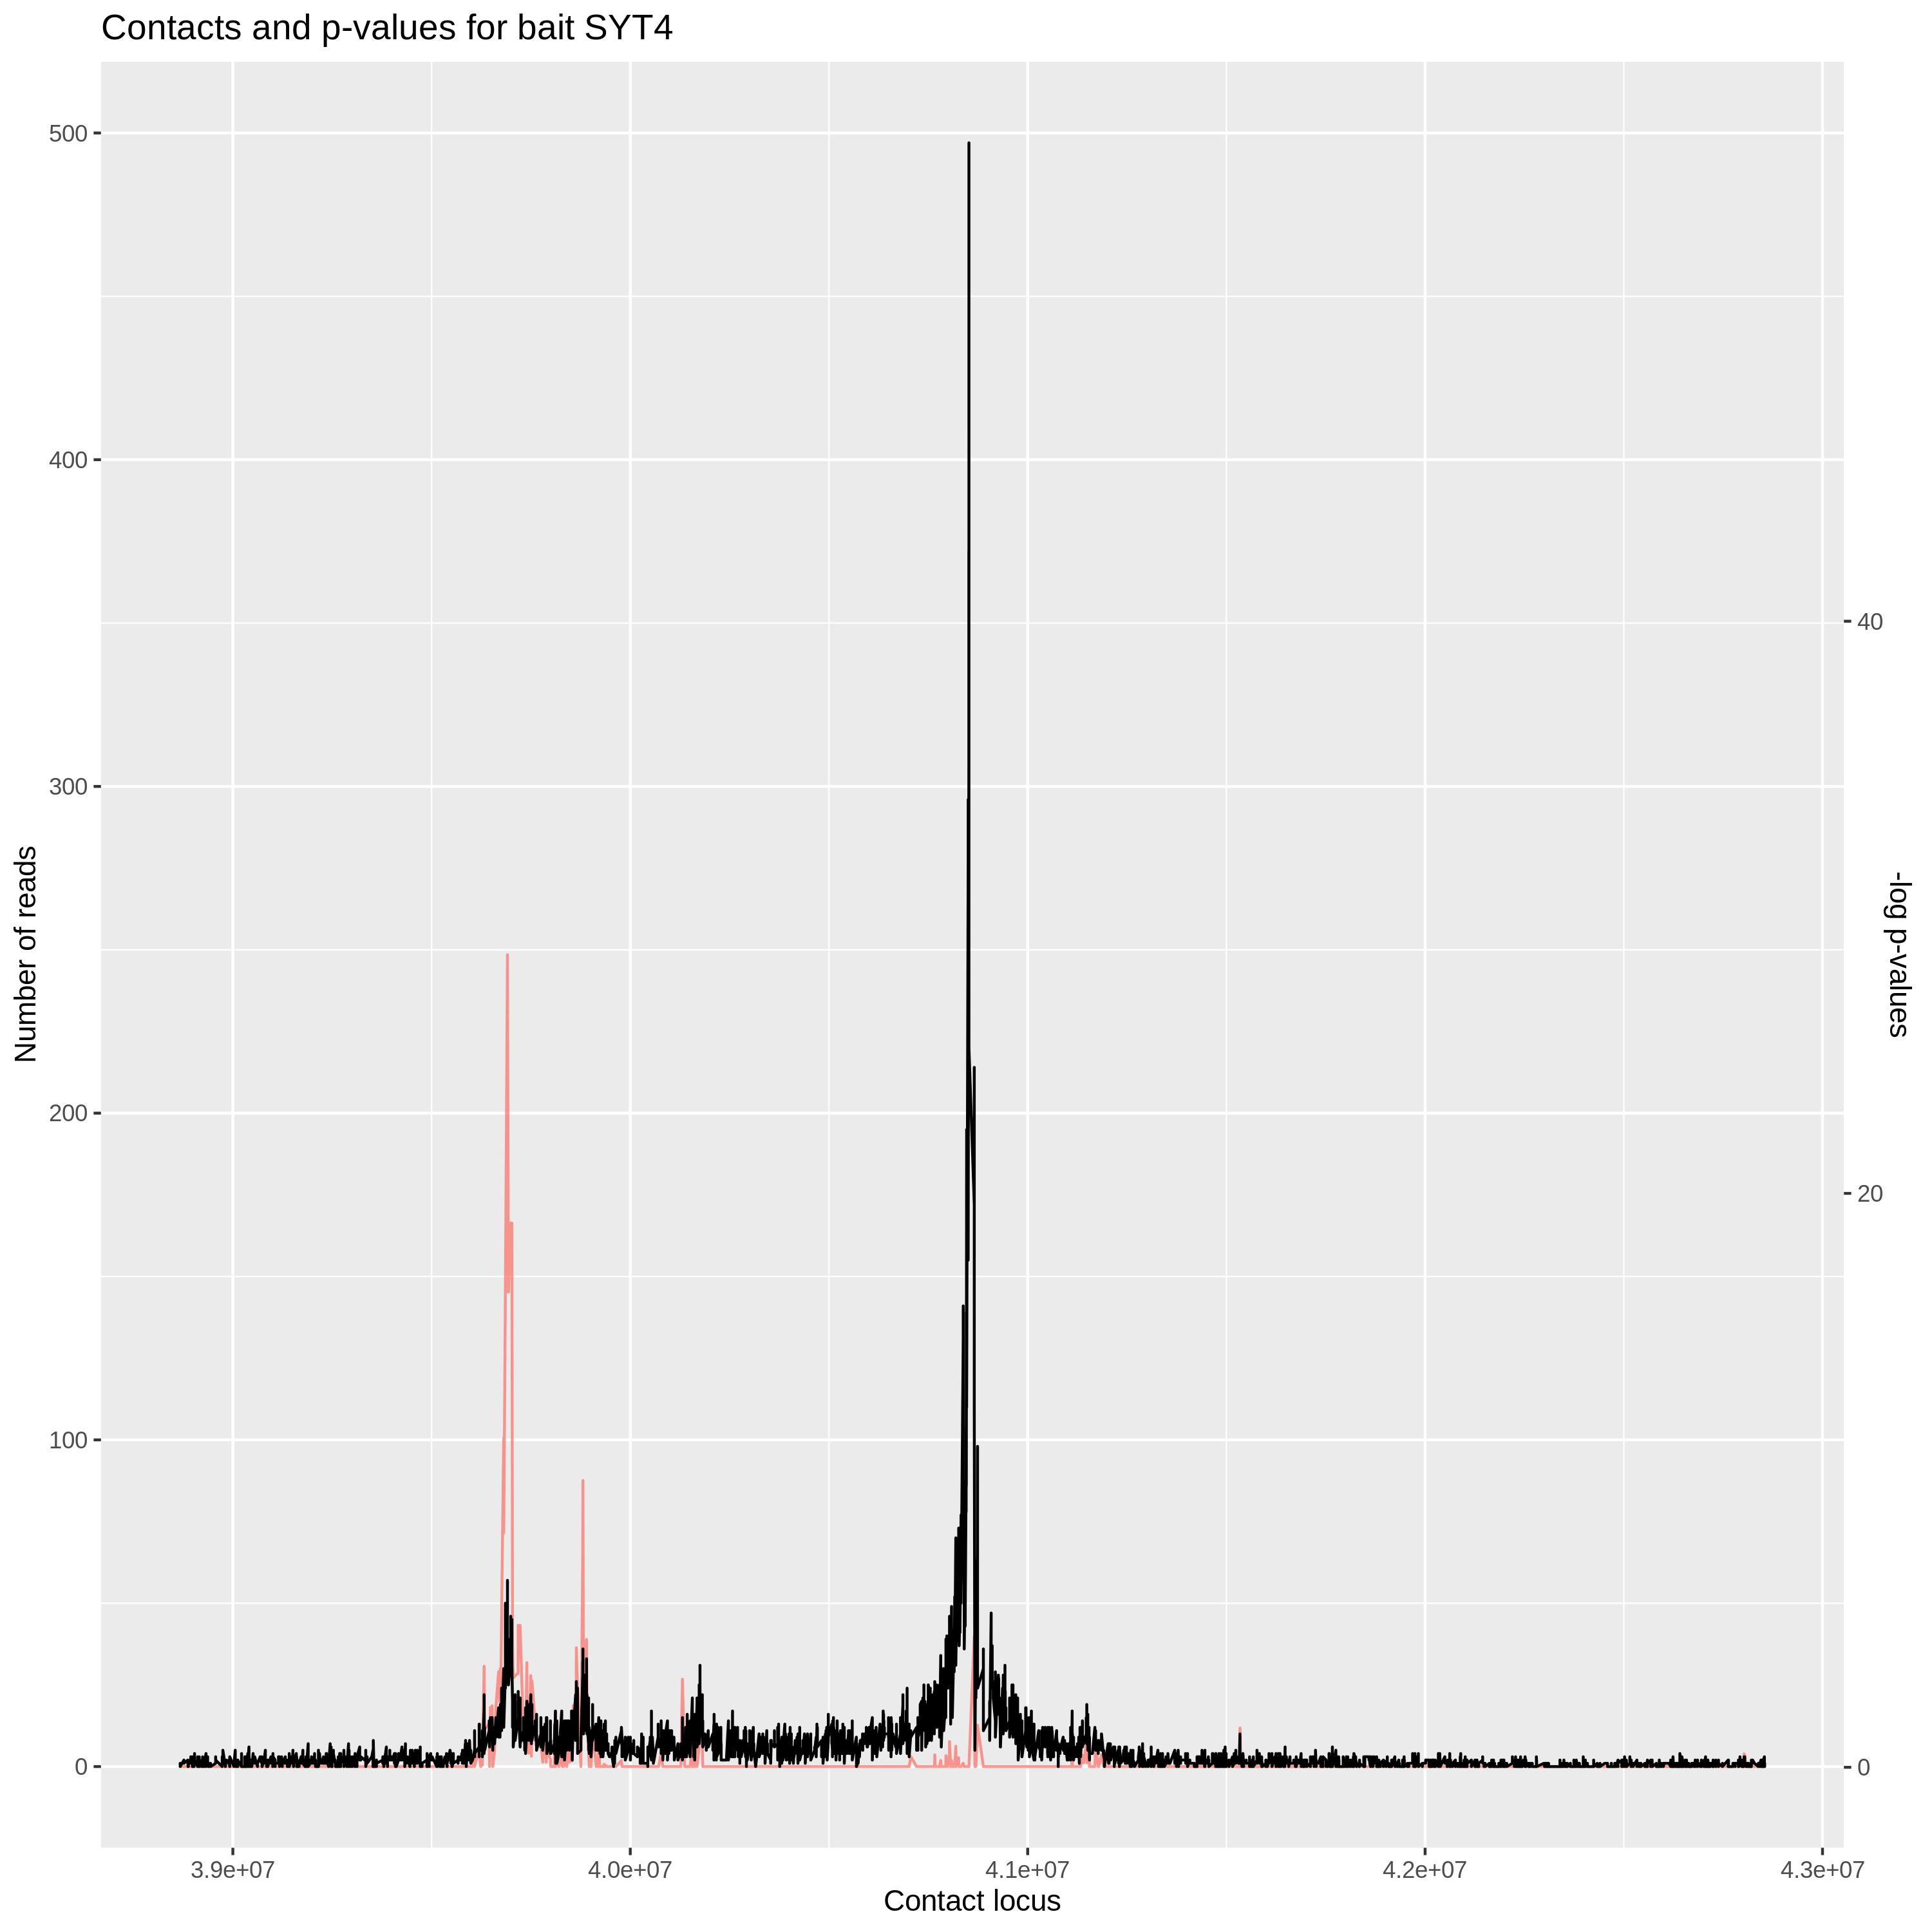 Contacts and p-values for bait SYT4
500
400
300
200
100
0
Number of reads
40
20
0
-log p-values
3.9e+07
4.0e+07
4.1e+07
4.2e+07
4.3e+07
Contact locus